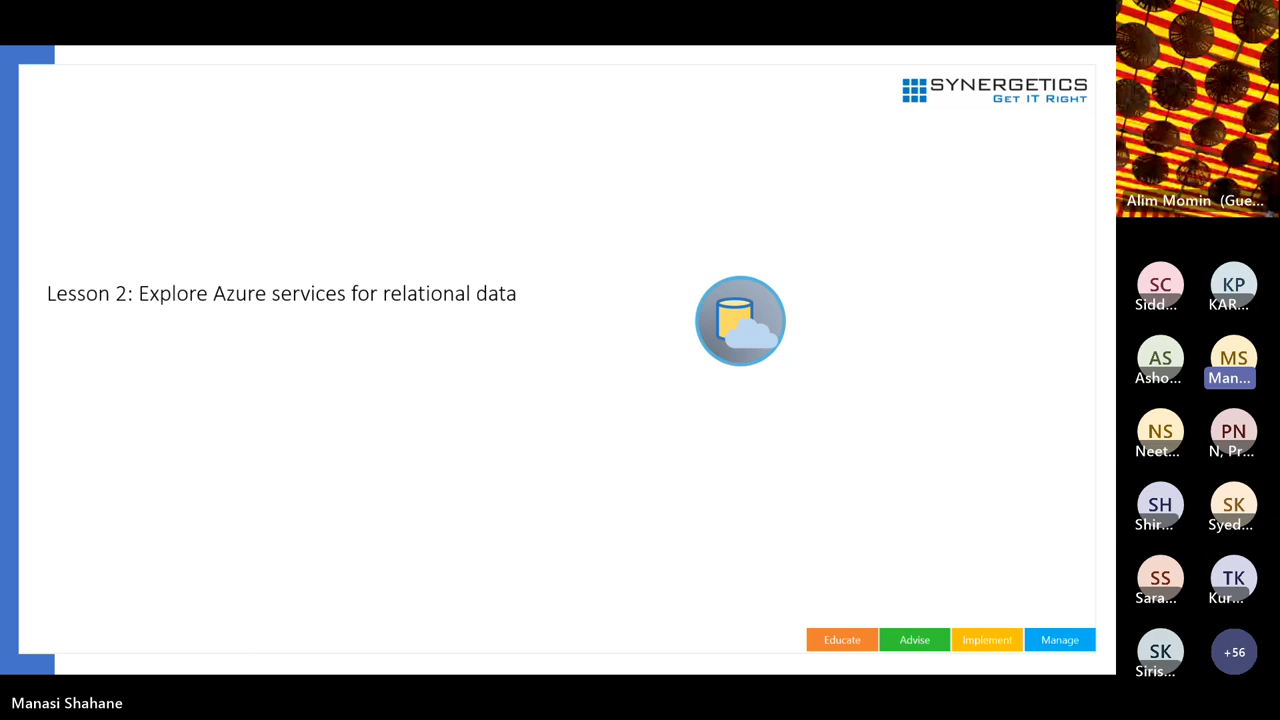 SYNERGETICS
GET IT RIGHT
Lesson 2: Explore Azure services for relational data
Educate
Advise
Implement
Manage
Alim Momin (Gue...
SC
KP
Sidd...
KAR...
AS
MS
Asho...
Man...
NS
PN
Neet...
N, Pr...
SH
SK
Shir...
Syed...
SS
TK
Sara...
Kur...
SK
+56
Siris...
Manasi Shahane